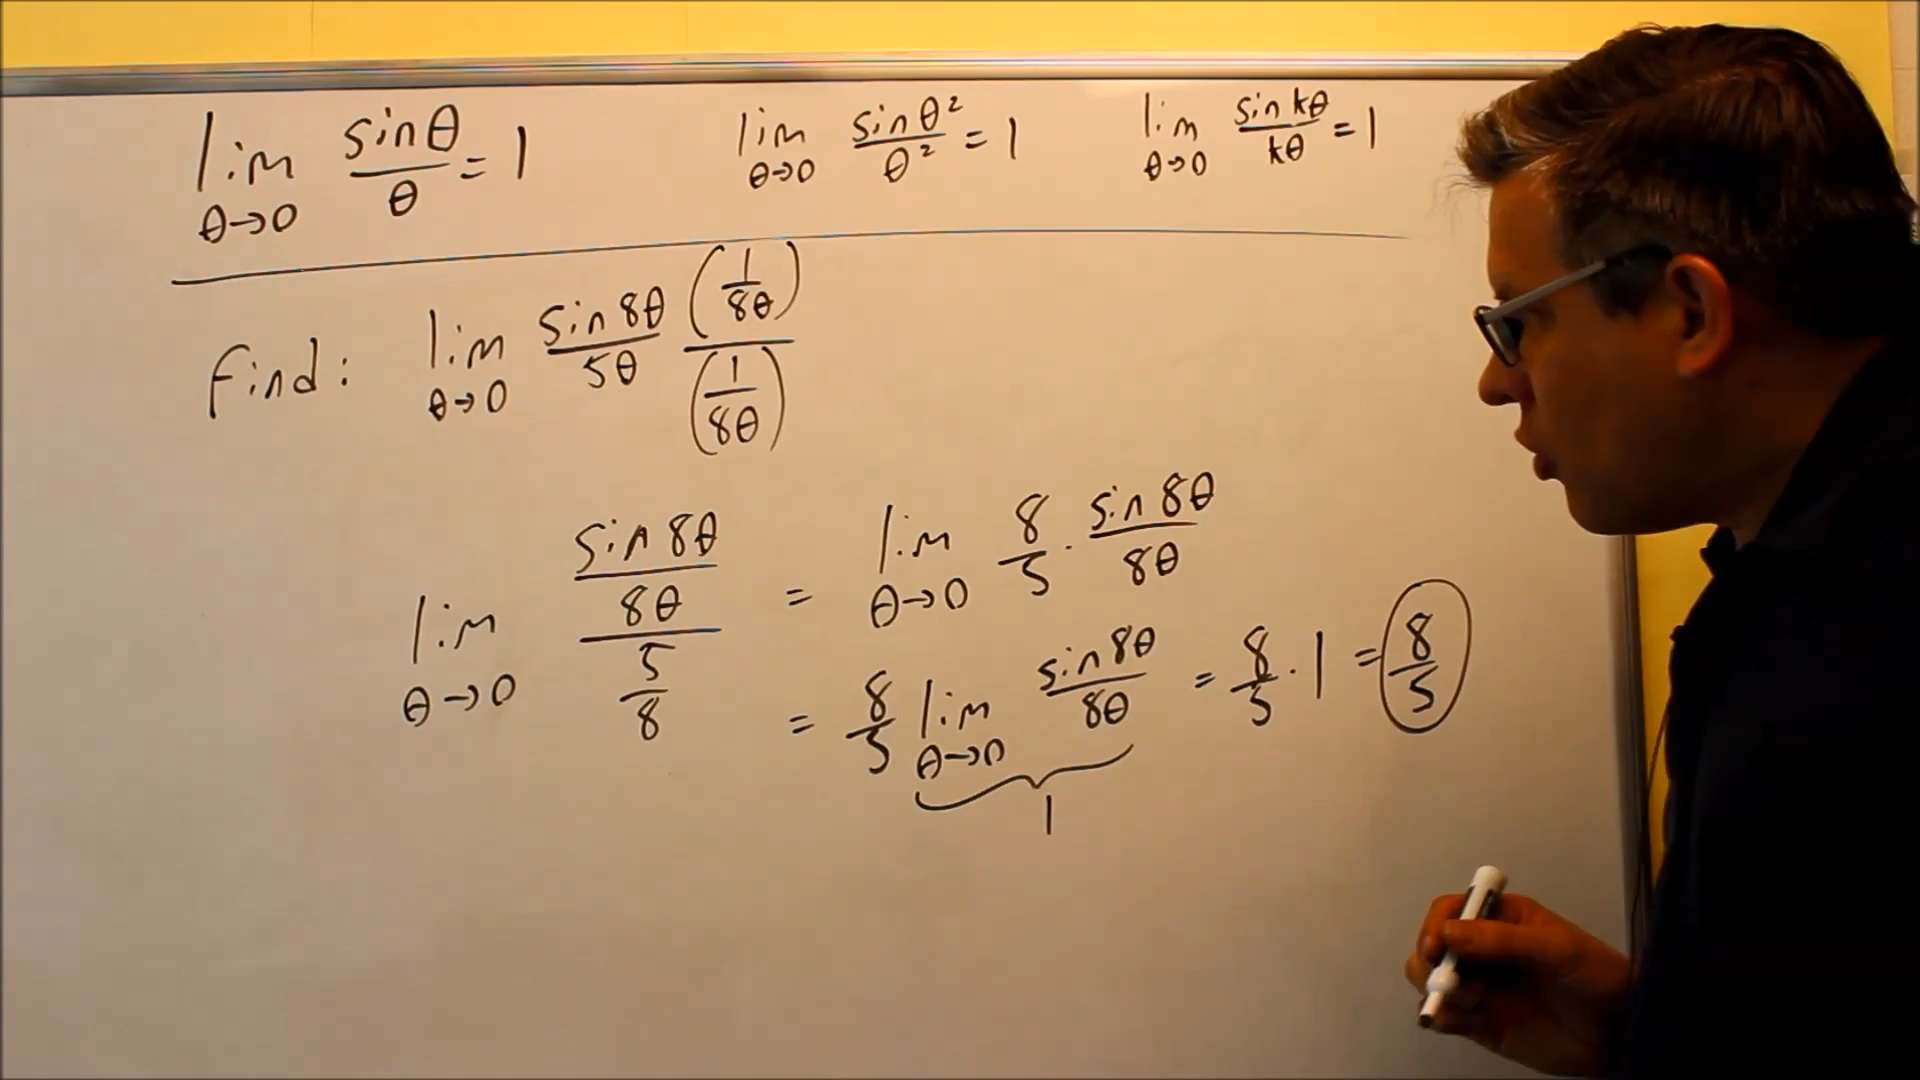 lim θ→0 sinθ/θ = 1   lim θ→0 sinθ²/θ² = 1   lim θ→0 sin kθ/kθ = 1
Find: lim θ→0 sin 8θ/5θ (1/8θ)/(1/8θ)
lim θ→0 (sin 8θ/8θ)/(5/8) = lim θ→0 8/5 · sin 8θ/8θ
= 8/5 lim θ→0 sin 8θ/8θ = 8/5 · 1 = 8/5
1